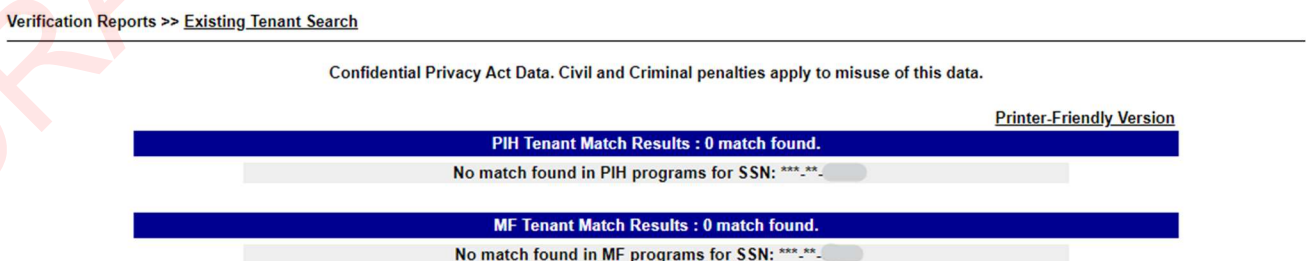 Verification Reports >> Existing Tenant Search
Confidential Privacy Act Data. Civil and Criminal penalties apply to misuse of this data.
Printer-Friendly Version
PIH Tenant Match Results : 0 match found.
No match found in PIH programs for SSN: ***-**-
MF Tenant Match Results : 0 match found.
No match found in MF programs for SSN: ***-**-